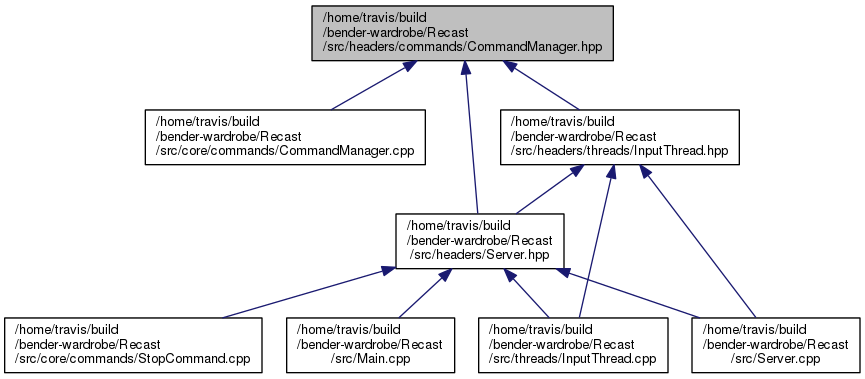 /home/travis/build
/bender-wardrobe/Recast
/src/headers/commands/CommandManager.hpp
/home/travis/build
/bender-wardrobe/Recast
/src/core/commands/CommandManager.cpp
/home/travis/build
/bender-wardrobe/Recast
/src/headers/threads/InputThread.hpp
/home/travis/build
/bender-wardrobe/Recast
/src/headers/Server.hpp
/home/travis/build
/bender-wardrobe/Recast
/src/core/commands/StopCommand.cpp
/home/travis/build
/bender-wardrobe/Recast
/src/Main.cpp
/home/travis/build
/bender-wardrobe/Recast
/src/threads/InputThread.cpp
/home/travis/build
/bender-wardrobe/Recast
/src/Server.cpp